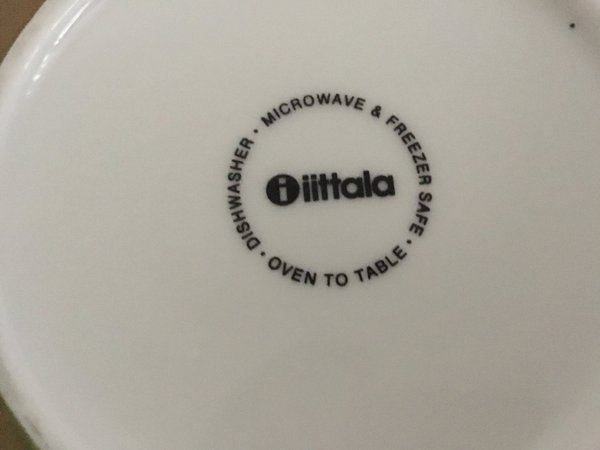 DISHWASHER · MICROWAVE & FREEZER SAFE ·
i iittala
· OVEN TO TABLE ·